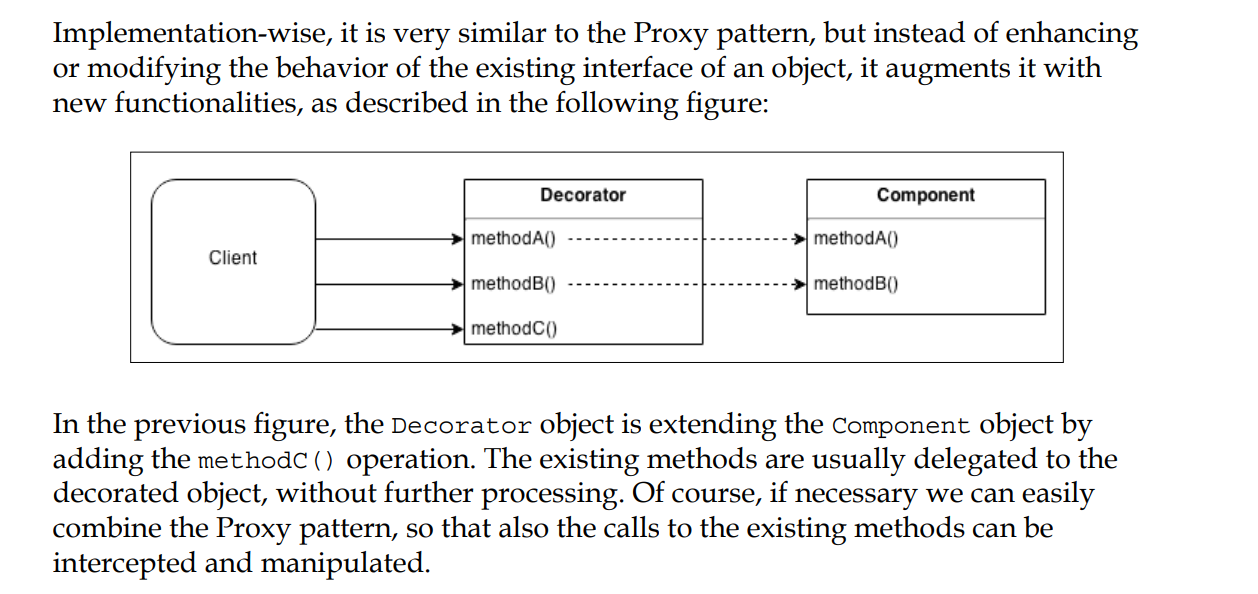 Implementation-wise, it is very similar to the Proxy pattern, but instead of enhancing
or modifying the behavior of the existing interface of an object, it augments it with
new functionalities, as described in the following figure:
Client
Decorator
methodA()
methodB()
methodC()
Component
methodA()
methodB()
In the previous figure, the Decorator object is extending the Component object by
adding the methodC() operation. The existing methods are usually delegated to the
decorated object, without further processing. Of course, if necessary we can easily
combine the Proxy pattern, so that also the calls to the existing methods can be
intercepted and manipulated.